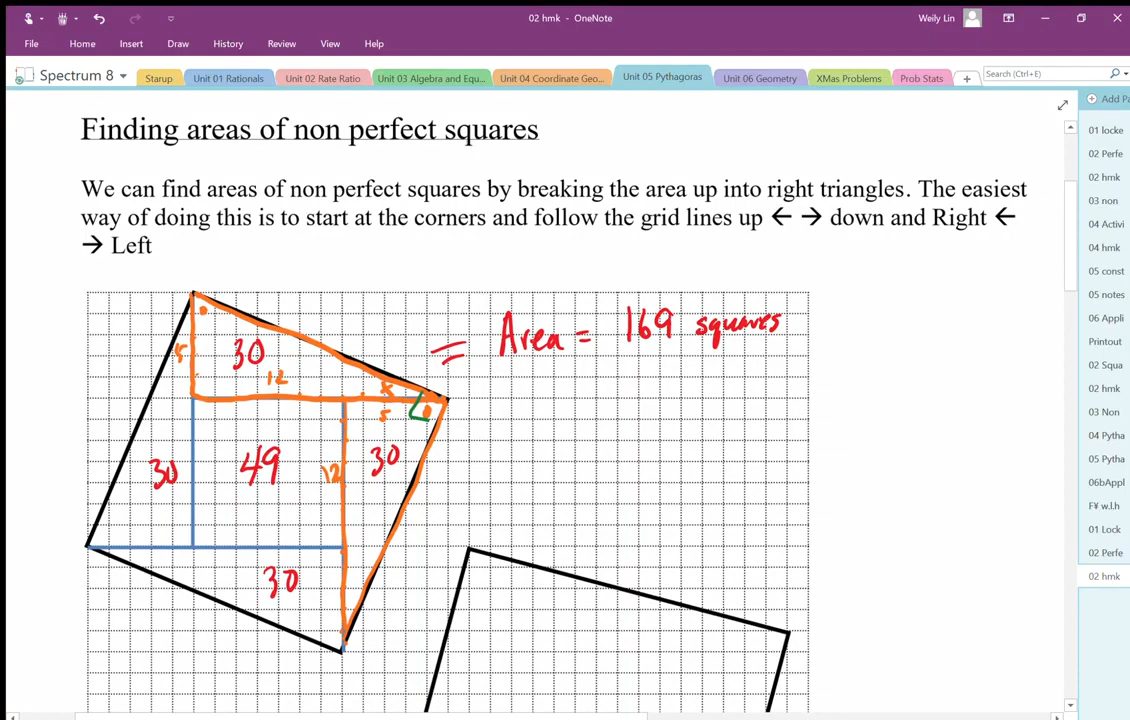 02 hmk - OneNote
Weily Lin
File Home Insert Draw History Review View Help
Spectrum 8
Starup
Unit 01 Rationals
Unit 02 Rate Ratio
Unit 03 Algebra and Equ...
Unit 04 Coordinate Geo...
Unit 05 Pythagoras
Unit 06 Geometry
XMas Problems
Prob Stats
Search (Ctrl+E)
Add Pa
Finding areas of non perfect squares
We can find areas of non perfect squares by breaking the area up into right triangles. The easiest
way of doing this is to start at the corners and follow the grid lines up ← → down and Right ←
→ Left
= Area = 169 squares
5
30
12
5
30
49
12
30
30
01 locke
02 Perfe
02 hmk
03 non
04 Activi
04 hmk
05 const
05 notes
06 Appli
Printout
02 Squa
02 hmk
03 Non
04 Pytha
05 Pytha
06bAppl
F¥ w.l.h
01 Lock
02 Perfe
02 hmk